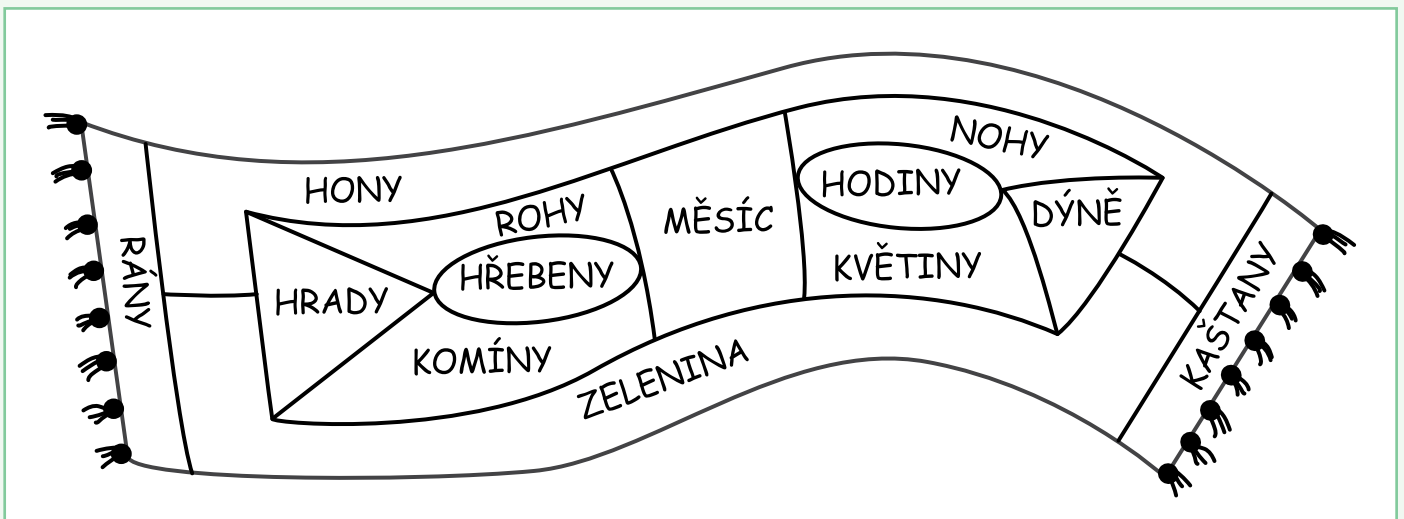 RÁNY
HONY
HRADY
ROHY
HŘEBENY
KOMÍNY
MĚSÍC
NOHY
HODINY
KVĚTINY
DÝNĚ
ZELENINA
KAŠTANY